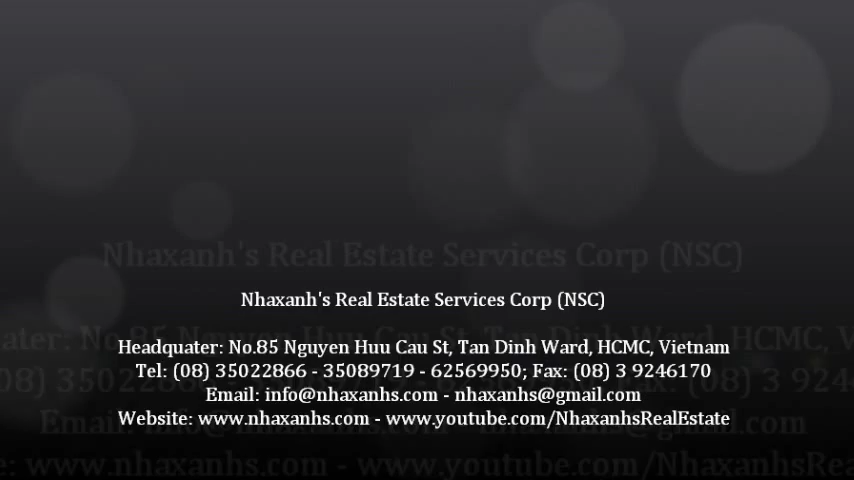 Nhaxanh's Real Estate Services Corp (NSC)
Headquater: No.85 Nguyen Huu Cau St, Tan Dinh Ward, HCMC, Vietnam
Tel: (08) 35022866 - 35089719 - 62569950; Fax: (08) 3 9246170
Email: info@nhaxanhs.com - nhaxanhs@gmail.com
Website: www.nhaxanhs.com - www.youtube.com/NhaxanhsRealEstate